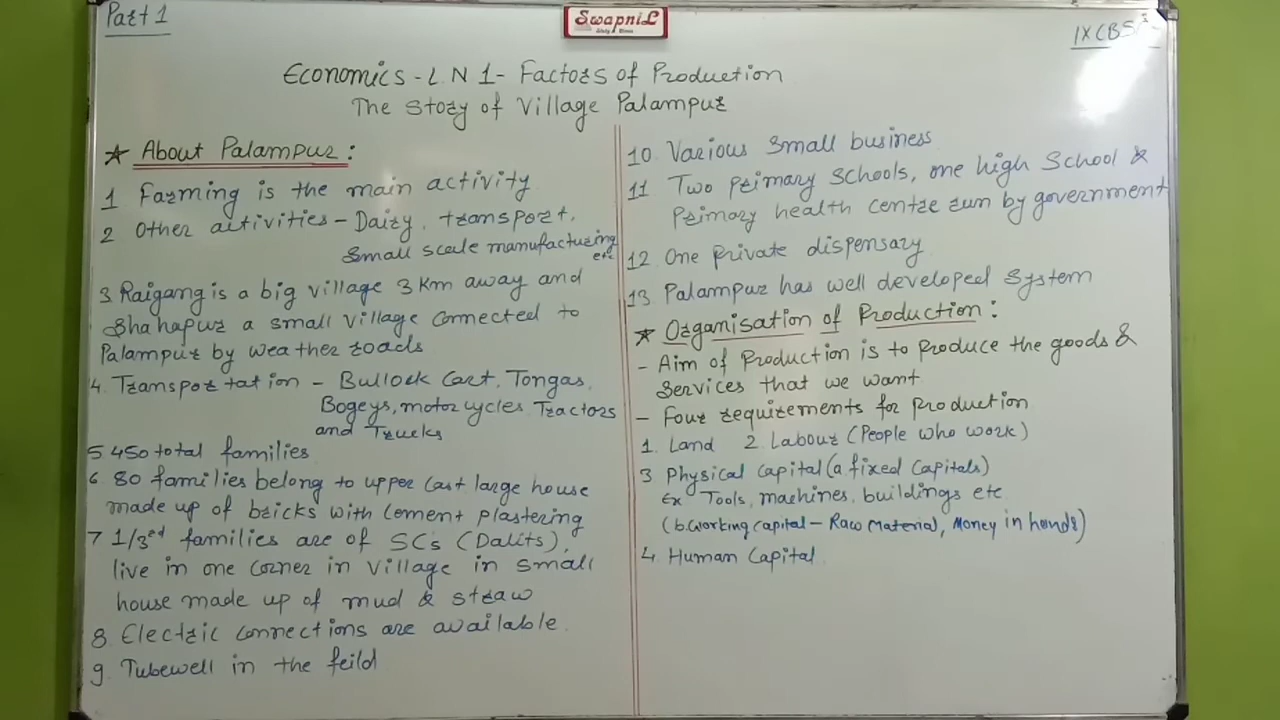 Part 1
SwapniL
Study Times
IX CBSE
Economics - L.N 1 - Factors of Production
The Story of Village Palampur
★ About Palampur :
1 Farming is the main activity
2 Other activities - Dairy, transport,
Small scale manufacturing
etc
3 Raigang is a big village 3 km away and
Shahapur a small village connected to
Palampur by weather roads
4. Transportation - Bullock Cart, Tongas,
Bogeys, motorcycles Tractors
and Trucks
5. 450 total families
6. 80 families belong to upper cast large house
made up of bricks with cement plastering
7 1/3rd families are of SCs (Dalits),
live in one corner in village in small
house made up of mud & straw
8 Electric connections are available.
9. Tubewell in the feild
10. Various small business
11 Two primary schools, one high School &
Primary health centre run by government
12 One private dispensary
13 Palampur has well developed System
★ Organisation of Production :
- Aim of Production is to produce the goods &
Services that we want
- Four requirements for production
1. Land 2. Labour (People who work)
3 Physical Capital (a fixed Capitals)
Ex Tools, machines, buildings etc
(b. Working capital - Raw Material, Money in hands)
4. Human Capital